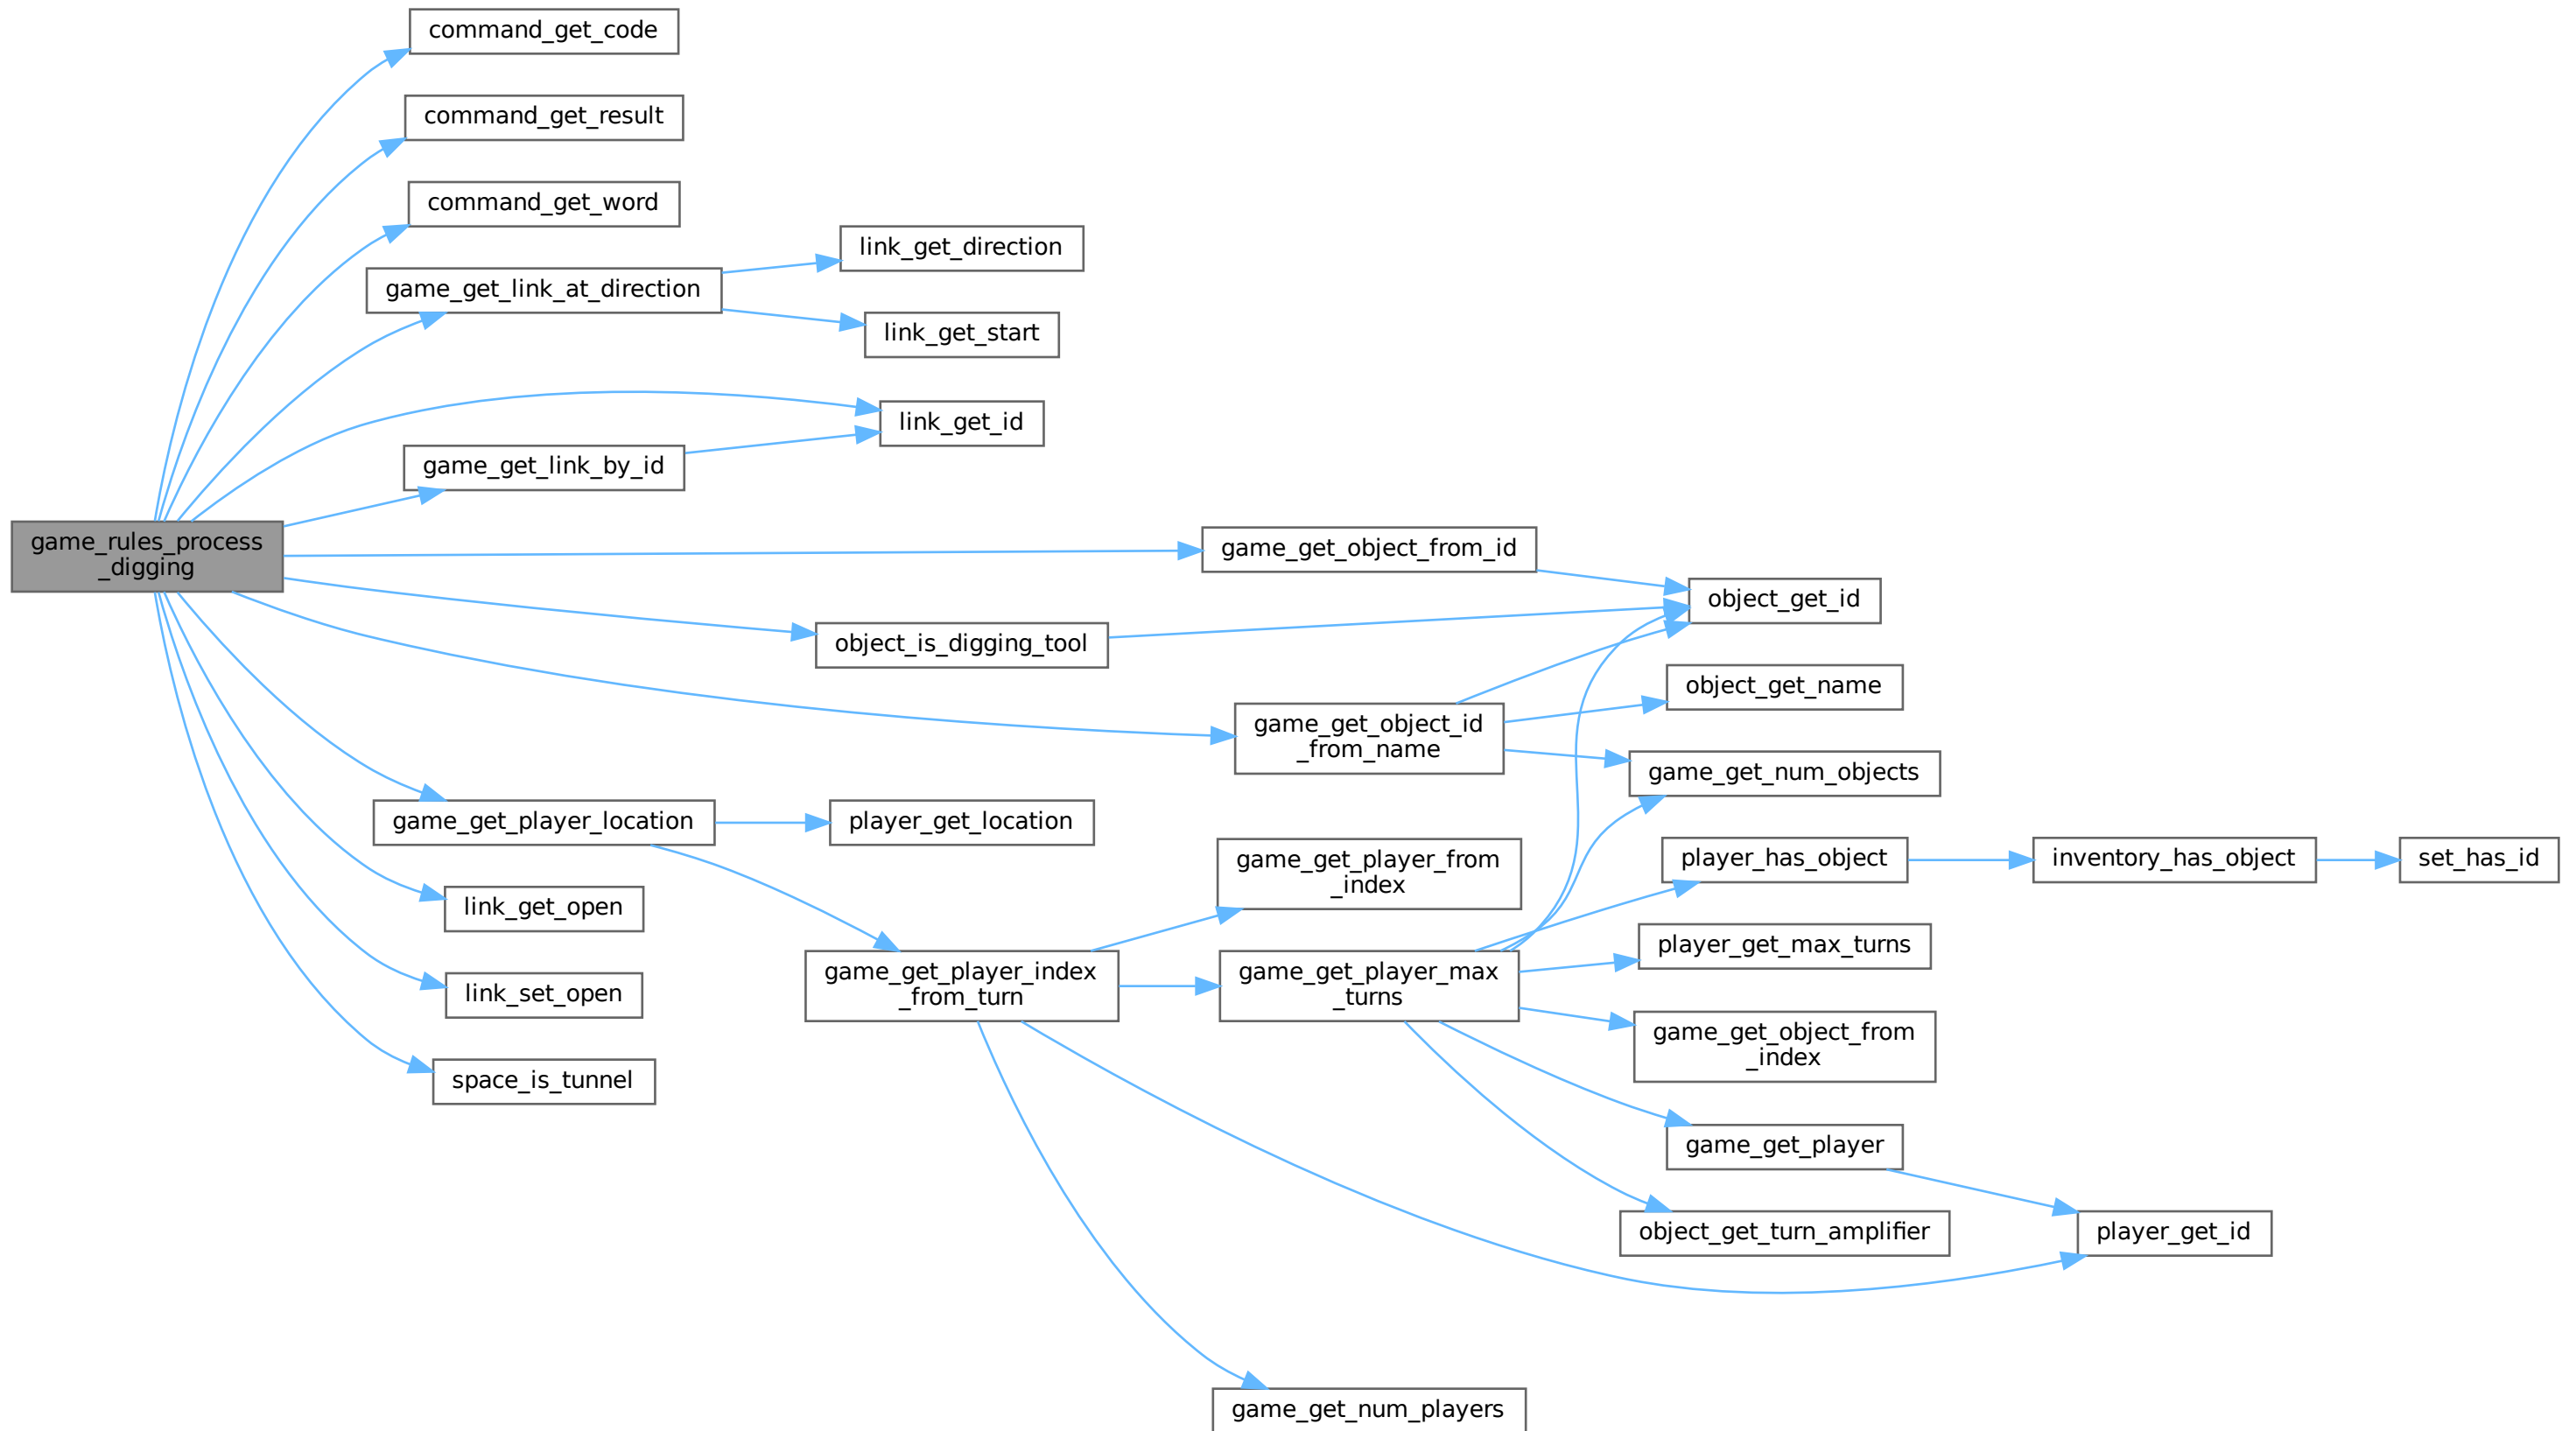 command_get_code
command_get_result
command_get_word
link_get_direction
game_get_link_at_direction
link_get_start
link_get_id
game_get_link_by_id
game_rules_process
_digging
game_get_object_from_id
object_get_id
object_is_digging_tool
object_get_name
game_get_object_id
_from_name
game_get_num_objects
game_get_player_location
player_get_location
game_get_player_from
_index
player_has_object
inventory_has_object
set_has_id
link_get_open
player_get_max_turns
game_get_player_index
_from_turn
game_get_player_max
_turns
link_set_open
game_get_object_from
_index
space_is_tunnel
game_get_player
object_get_turn_amplifier
player_get_id
game_get_num_players